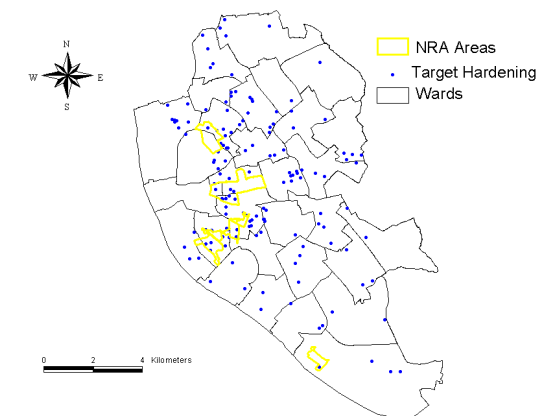 NRA Areas
Target Hardening
Wards
N
W E
S
0 2 4 Kilometers